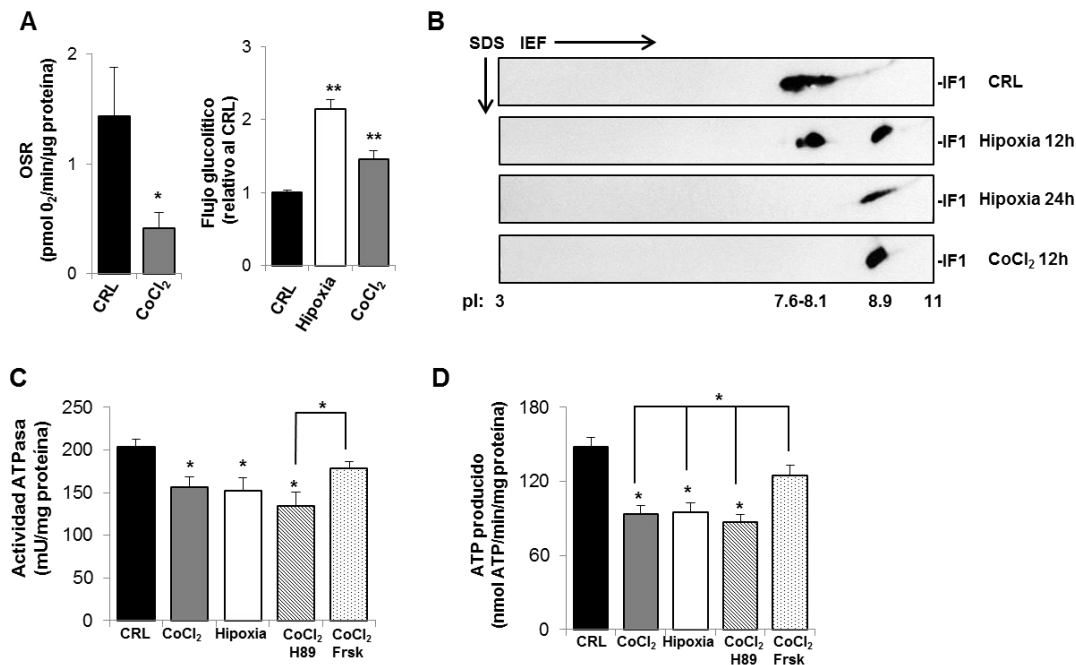 A
OSR
(pmol 0₂/min/µg proteína)
2
1
0
*
CRL
CoCl₂
Flujo glucolítico
(relativo al CRL)
3
2
1
0
**
**
CRL
Hipoxia
CoCl₂
B
SDS IEF
-IF1 CRL
-IF1 Hipoxia 12h
-IF1 Hipoxia 24h
-IF1 CoCl₂ 12h
pI: 3 7.6-8.1 8.9 11
C
Actividad ATPasa
(mU/mg proteína)
250
200
150
100
50
0
*
*
*
*
CRL
CoCl₂
Hipoxia
CoCl₂
H89
CoCl₂
Frsk
D
ATP producido
(nmol ATP/min/mgproteína)
180
120
60
0
*
*
*
*
CRL
CoCl₂
Hipoxia
CoCl₂
H89
CoCl₂
Frsk